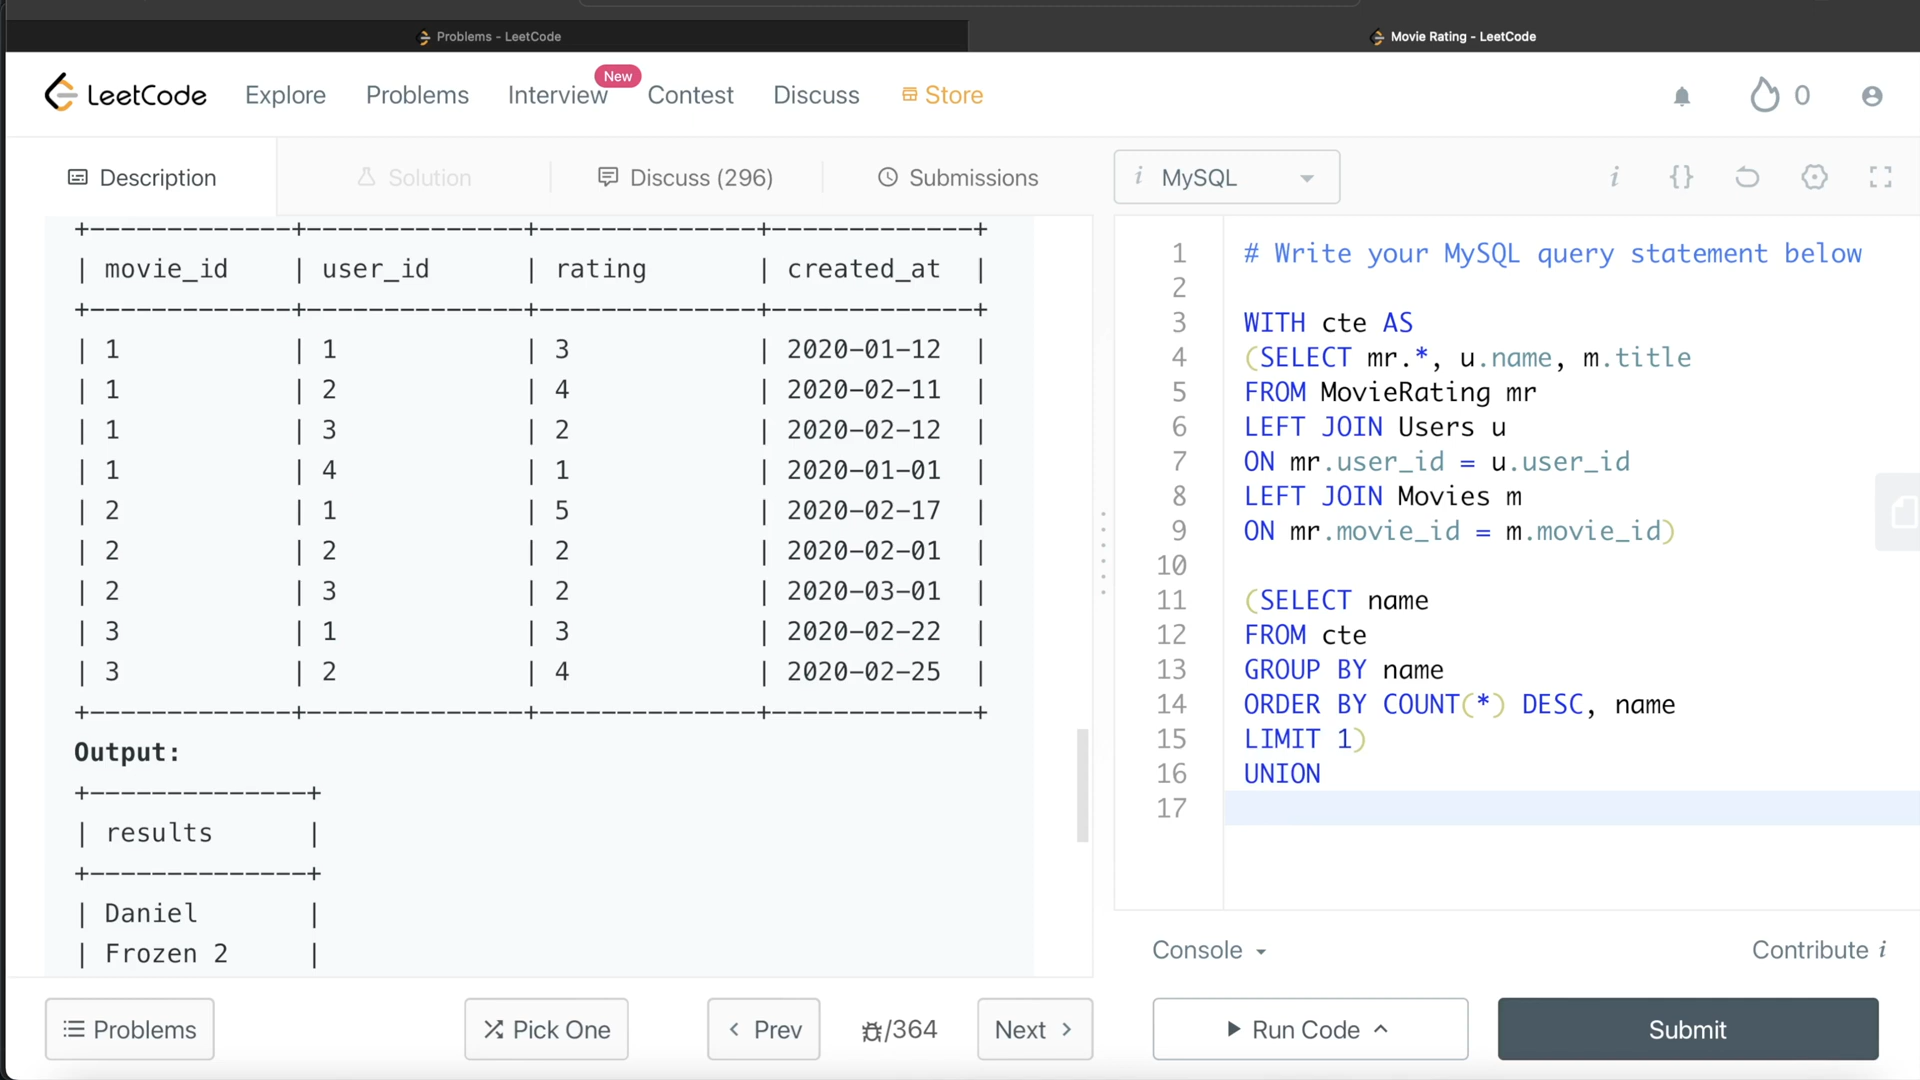 Problems - LeetCode
Movie Rating - LeetCode
LeetCode
Explore
Problems
Interview
New
Contest
Discuss
Store
0
Description
Solution
Discuss (296)
Submissions
i MySQL
i {}
+-------------+--------------+--------------+-------------+
| movie_id | user_id | rating | created_at |
+-------------+--------------+--------------+-------------+
| 1 | 1 | 3 | 2020-01-12 |
| 1 | 2 | 4 | 2020-02-11 |
| 1 | 3 | 2 | 2020-02-12 |
| 1 | 4 | 1 | 2020-01-01 |
| 2 | 1 | 5 | 2020-02-17 |
| 2 | 2 | 2 | 2020-02-01 |
| 2 | 3 | 2 | 2020-03-01 |
| 3 | 1 | 3 | 2020-02-22 |
| 3 | 2 | 4 | 2020-02-25 |
+-------------+--------------+--------------+-------------+
Output:
+--------------+
| results |
+--------------+
| Daniel |
| Frozen 2 |
1 # Write your MySQL query statement below
2
3 WITH cte AS
4 (SELECT mr.*, u.name, m.title
5 FROM MovieRating mr
6 LEFT JOIN Users u
7 ON mr.user_id = u.user_id
8 LEFT JOIN Movies m
9 ON mr.movie_id = m.movie_id)
10
11 (SELECT name
12 FROM cte
13 GROUP BY name
14 ORDER BY COUNT(*) DESC, name
15 LIMIT 1)
16 UNION
17
Console
Contribute i
Problems
Pick One
Prev
/364
Next
Run Code
Submit